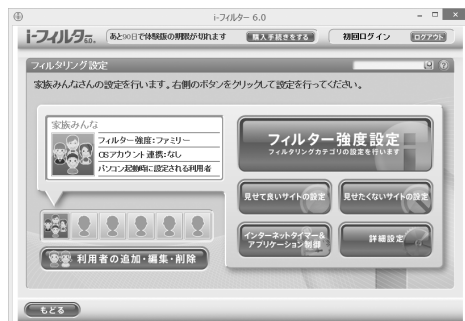 i-フィルター 6.0
i-フィルター 6.0
あと90日で体験版の期限が切れます
購入手続きをする
初回ログイン
ログアウト
フィルタリング設定
家族みんなさんの設定を行います。右側のボタンをクリックして設定を行ってください。
家族みんな
フィルター強度:ファミリー
OSアカウント連携:なし
パソコン起動時に設定される利用者
利用者の追加・編集・削除
フィルター強度設定
フィルタリングカテゴリの設定を行います
見せて良いサイトの設定
見せたくないサイトの設定
インターネットタイマー&
アプリケーション制御
詳細設定
もどる